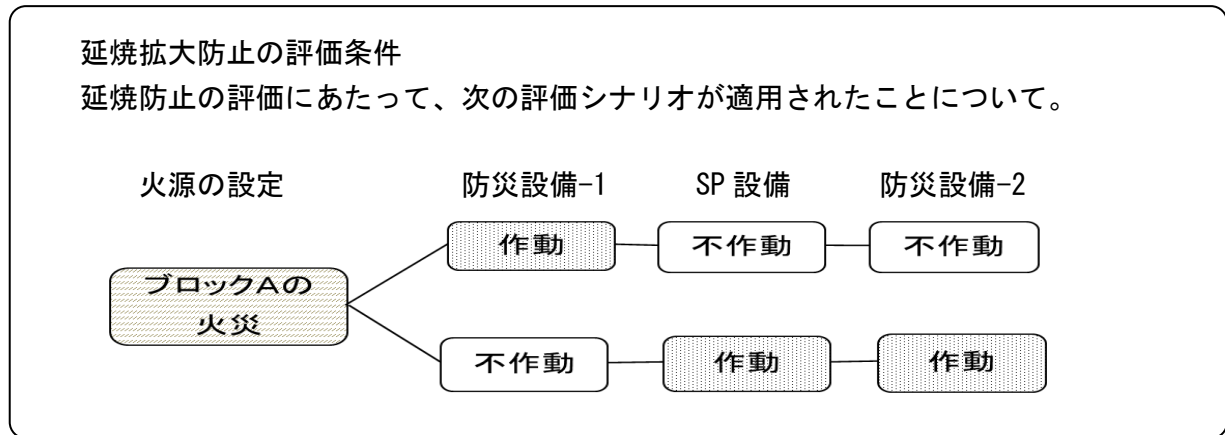 延焼拡大防止の評価条件
延焼防止の評価にあたって、次の評価シナリオが適用されたことについて。
火源の設定 防災設備-1 SP 設備 防災設備-2
作動 不作動 不作動
ブロックAの
火災
不作動 作動 作動